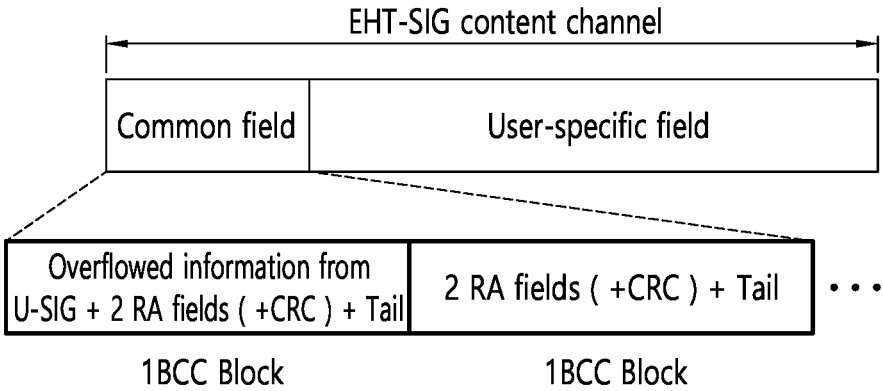 EHT-SIG content channel
Common field
User-specific field
Overflowed information from
U-SIG + 2 RA fields ( +CRC ) + Tail
2 RA fields ( +CRC ) + Tail
1BCC Block
1BCC Block